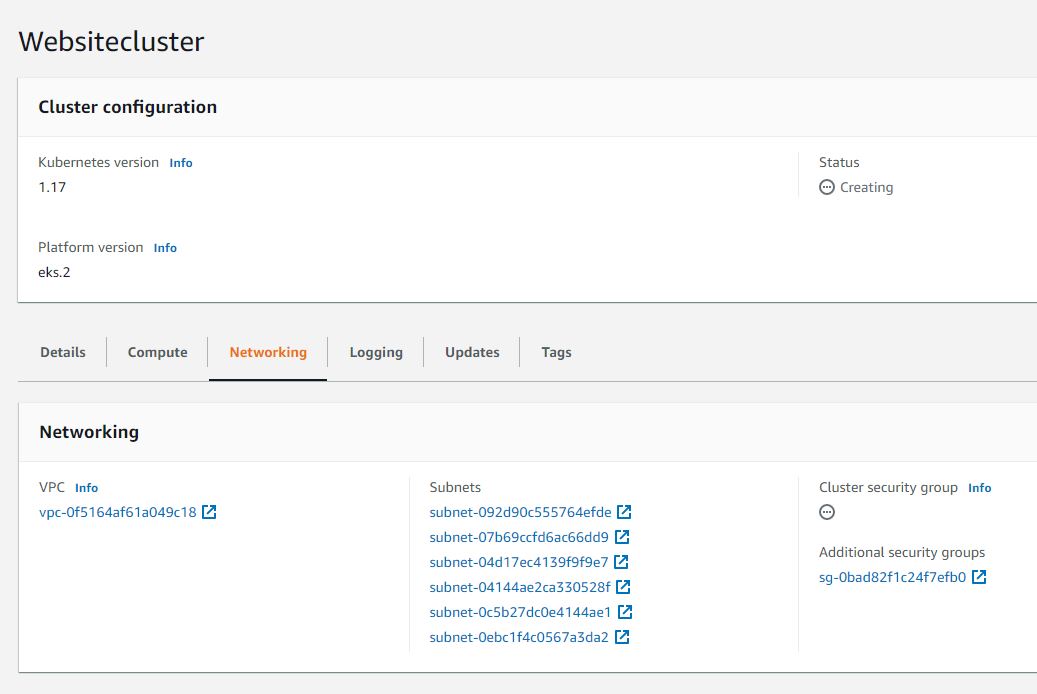 Websitecluster
Cluster configuration
Kubernetes version Info
1.17
Status
Creating
Platform version Info
eks.2
Details Compute Networking Logging Updates Tags
Networking
VPC Info
vpc-0f5164af61a049c18
Subnets
subnet-092d90c555764efde
subnet-07b69ccfd6ac66dd9
subnet-04d17ec4139f9f9e7
subnet-04144ae2ca330528f
subnet-0c5b27dc0e4144ae1
subnet-0ebc1f4c0567a3da2
Cluster security group Info
Additional security groups
sg-0bad82f1c24f7efb0